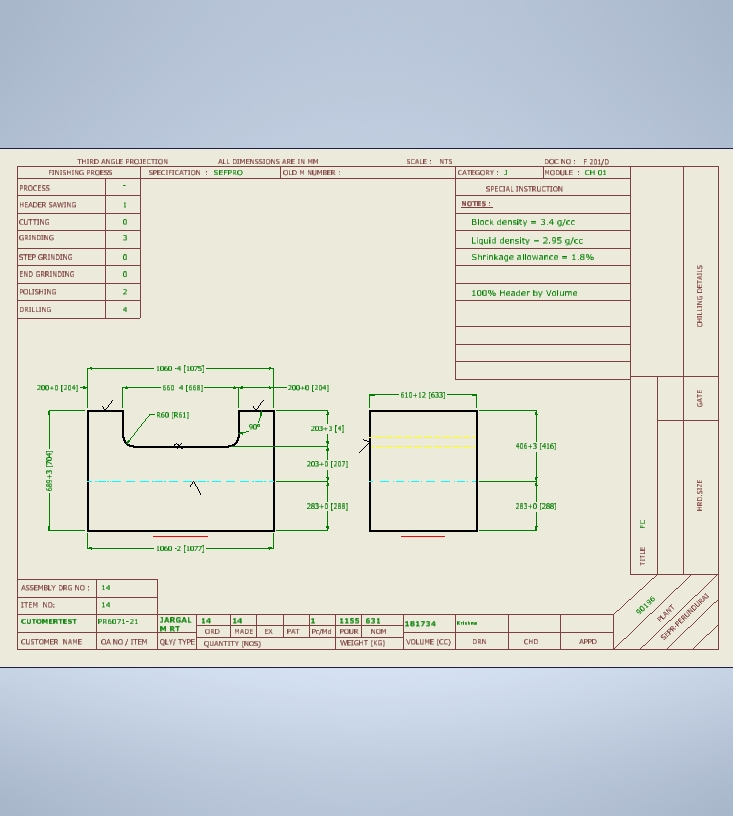 THIRD ANGLE PROJECTION ALL DIMENSSIONS ARE IN MM SCALE : NTS DOC NO : F 201/D
FINISHING PROESS SPECIFICATION : SEFPRO OLD M NUMBER : CATEGORY : J MODULE : CH 01
PROCESS -
HEADER SAWING 1
CUTTING 0
GRINDING 3
STEP GRINDING 0
END GRRINDING 0
POLISHING 2
DRILLING 4
SPECIAL INSTRUCTION
NOTES :
Block density = 3.4 g/cc
Liquid density = 2.95 g/cc
Shrinkage allowance = 1.8%
100% Header by Volume
CHILLING DETAILS
GATE
HRD.SIZE
TITLE FC
1060 -4 [1075]
200+0 [204] 660 -4 [668] 200+0 [204]
R60 [R61]
90°
203+3 [4]
203+0 [207]
283+0 [288]
689+3 [704]
1060 -2 [1077]
610+12 [633]
406+3 [416]
283+0 [288]
ASSEMBLY DRG NO : 14
ITEM NO: 14
CUTOMERTEST PR6071-21 JARGAL M RT 14 14 1 1155 631 181734 Krishna
ORD MADE EX PAT Pc/Md POUR NOM
CUSTOMER NAME OA NO / ITEM QLY/ TYPE QUANTITY (NOS) WEIGHT (KG) VOLUME (CC) DRN CHD APPD
90196
PLANT
SEPR-PERUNDURAI